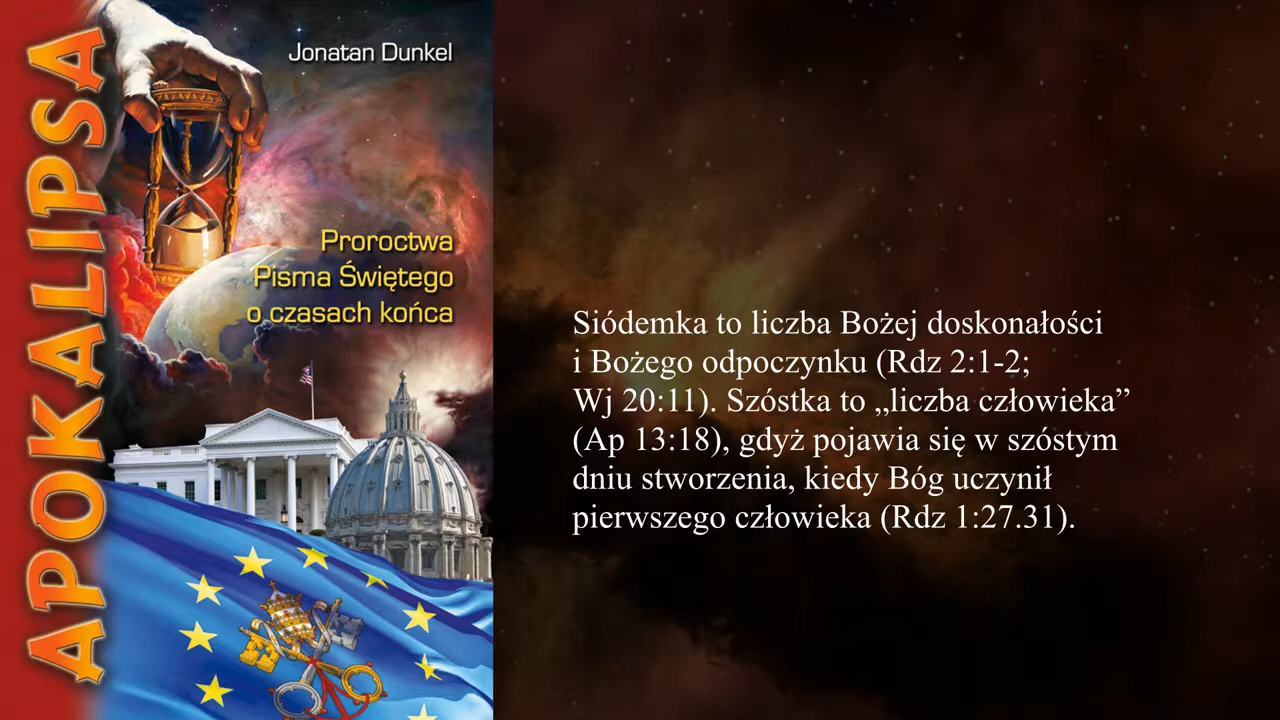 APOKALIPSA
Jonatan Dunkel
Proroctwa
Pisma Świętego
o czasach końca
Siódemka to liczba Bożej doskonałości
i Bożego odpoczynku (Rdz 2:1-2;
Wj 20:11). Szóstka to „liczba człowieka”
(Ap 13:18), gdyż pojawia się w szóstym
dniu stworzenia, kiedy Bóg uczynił
pierwszego człowieka (Rdz 1:27.31).